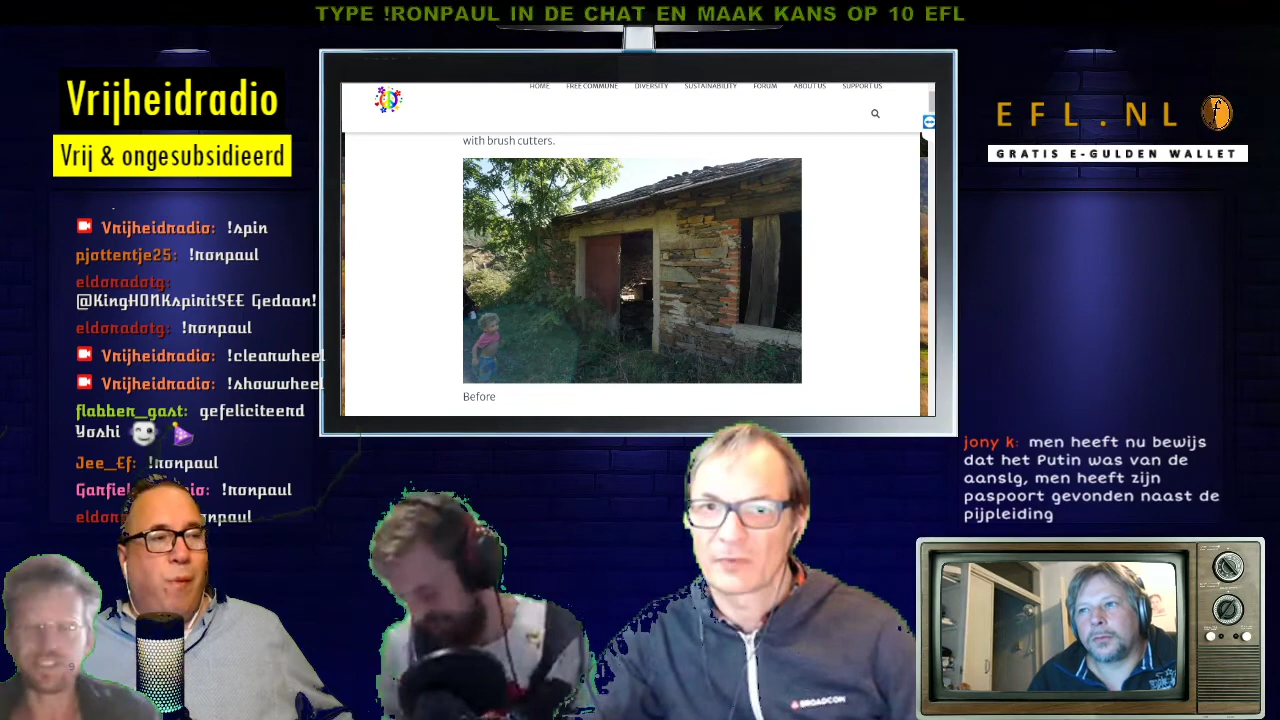 TYPE !RONPAUL IN DE CHAT EN MAAK KANS OP 10 EFL
Vrijheidradio
Vrij & ongesubsidieerd
Vrijheidradio: !spin
pjottertje25: !ronpaul
eldoradotg:
@KingHONKspiritSEE Gedaan!
eldoradotg: !ronpaul
Vrijheidradio: !clearwheel
Vrijheidradio: !showwheel
flabber_gast: gefeliciteerd
Yoshi
Jee_Ef: !ronpaul
!ronpaul
HOME FREE COMMUNE DIVERSITY SUSTAINABILITY FORUM ABOUT US SUPPORT US
with brush cutters.
Before
EFL.NL
GRATIS E-GULDEN WALLET
jony k: men heeft nu bewijs
dat het Putin was van de
aanslg, men heeft zijn
paspoort gevonden naast de
pijpleiding
BROADCOM